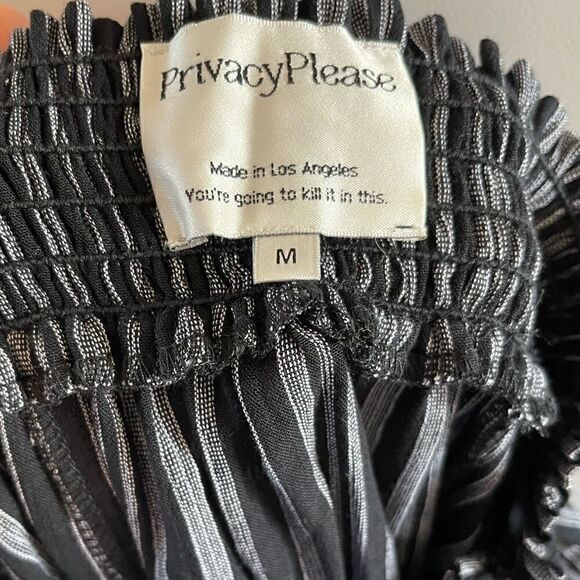 PrivacyPlease
Made in Los Angeles
You're going to kill it in this.
M